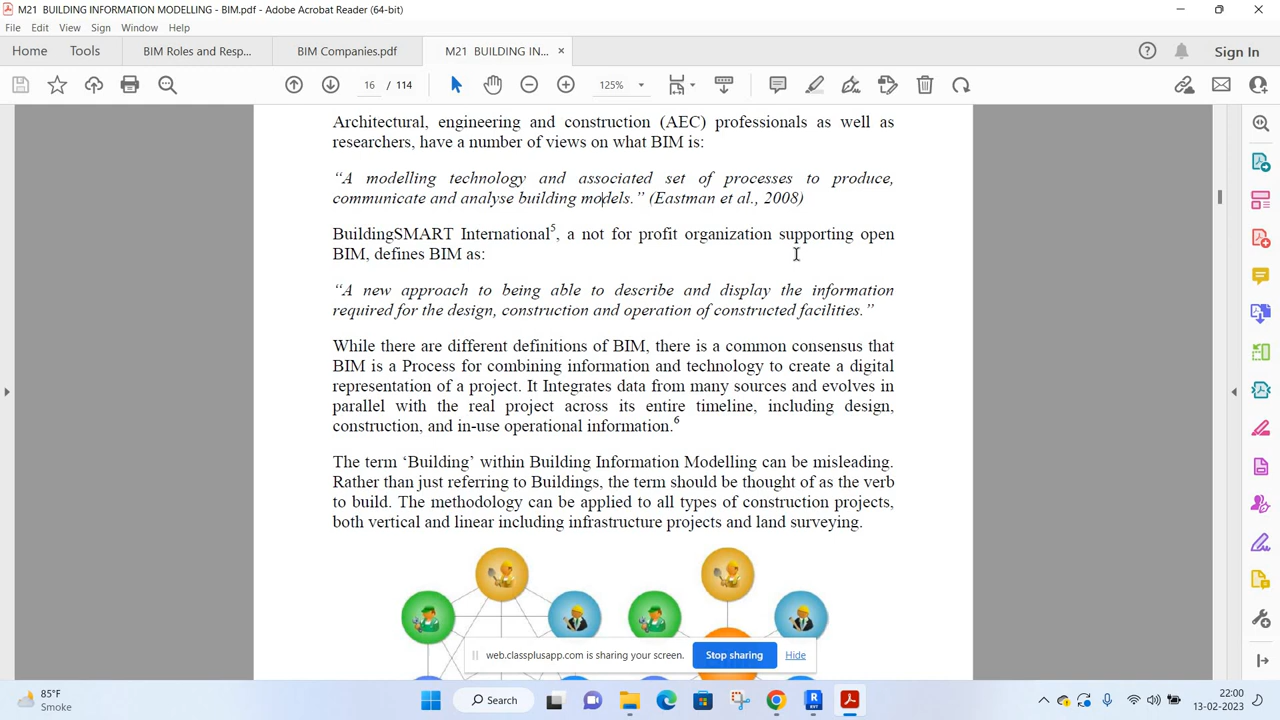 M21 BUILDING INFORMATION MODELLING - BIM.pdf - Adobe Acrobat Reader (64-bit)
File Edit View Sign Window Help
Home Tools BIM Roles and Resp... BIM Companies.pdf M21 BUILDING IN... × Sign In
16 / 114 125%
Architectural, engineering and construction (AEC) professionals as well as
researchers, have a number of views on what BIM is:
“A modelling technology and associated set of processes to produce,
communicate and analyse building models.” (Eastman et al., 2008)
BuildingSMART International5, a not for profit organization supporting open
BIM, defines BIM as:
“A new approach to being able to describe and display the information
required for the design, construction and operation of constructed facilities.”
While there are different definitions of BIM, there is a common consensus that
BIM is a Process for combining information and technology to create a digital
representation of a project. It Integrates data from many sources and evolves in
parallel with the real project across its entire timeline, including design,
construction, and in-use operational information.6
The term ‘Building’ within Building Information Modelling can be misleading.
Rather than just referring to Buildings, the term should be thought of as the verb
to build. The methodology can be applied to all types of construction projects,
both vertical and linear including infrastructure projects and land surveying.
web.classplusapp.com is sharing your screen. Stop sharing Hide
85°F
Smoke
Search
22:00
13-02-2023